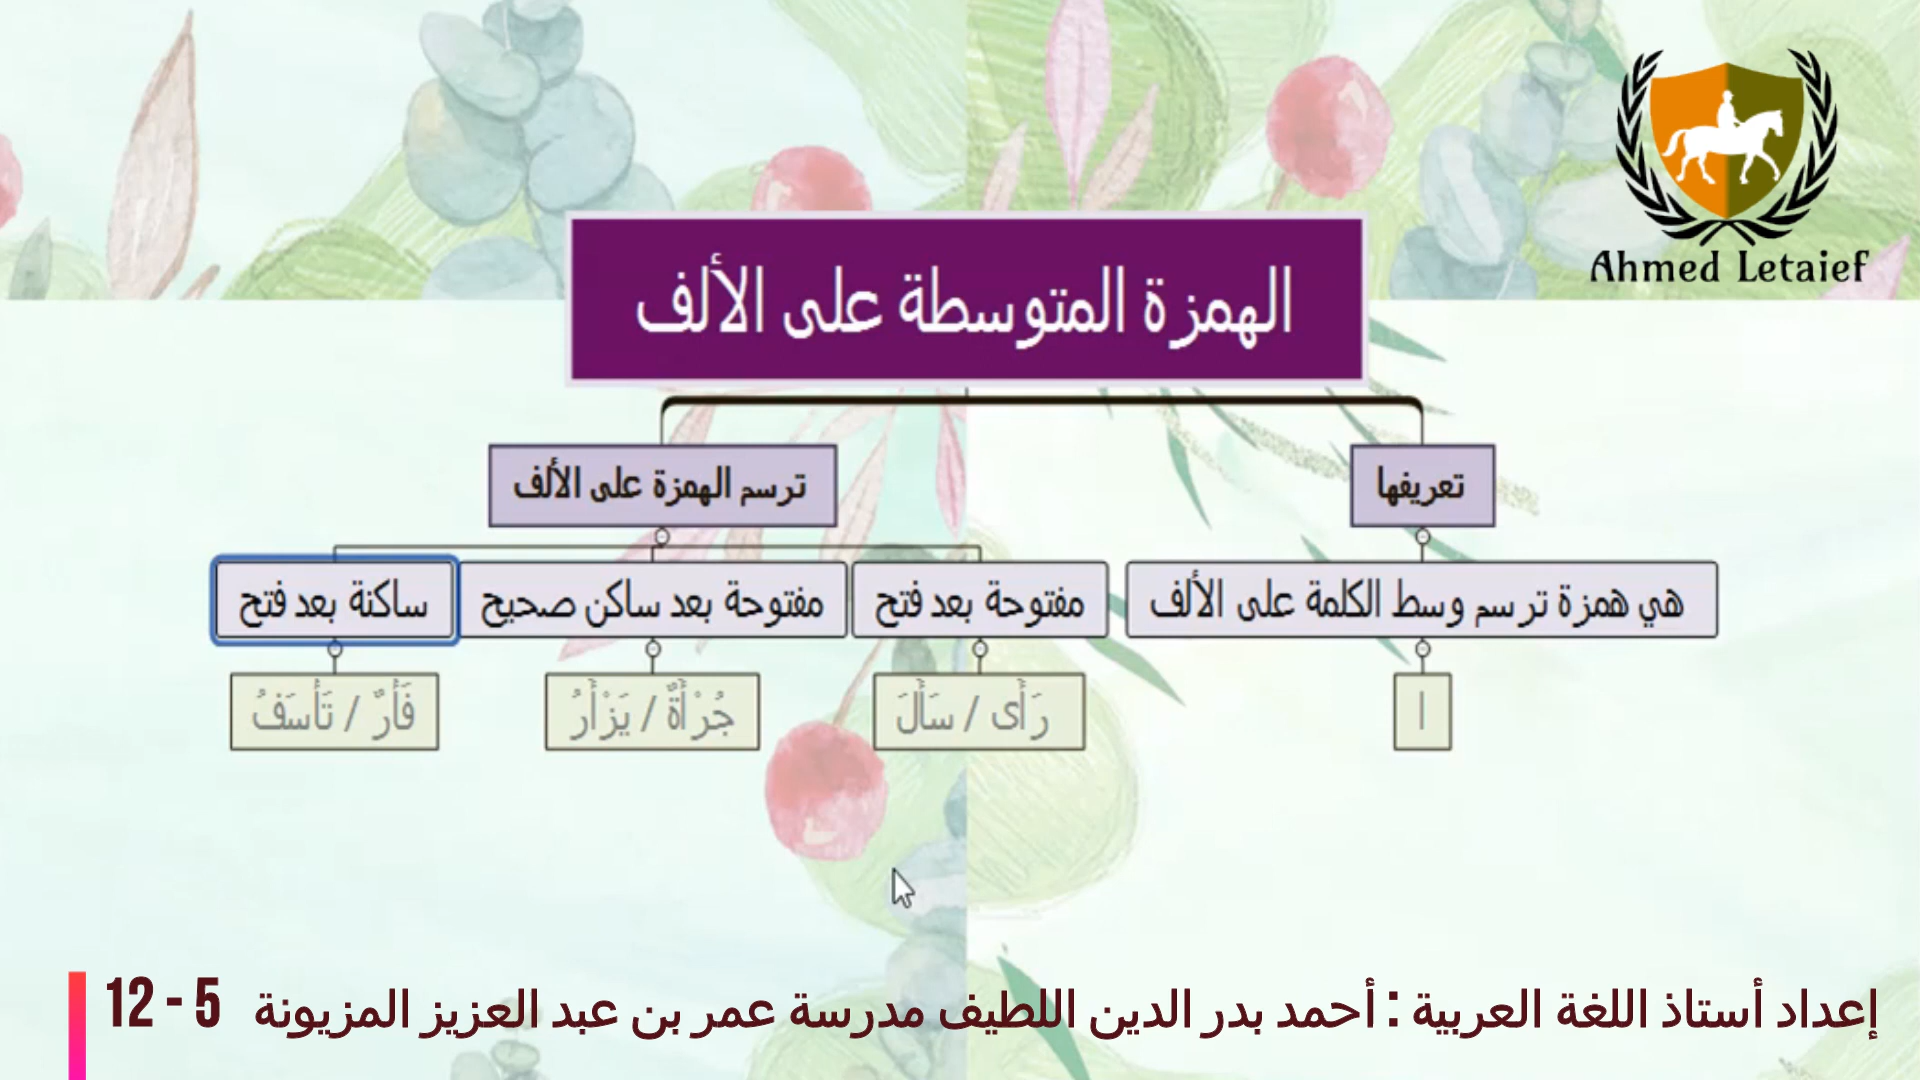 Ahmed Letaief
الهمزة المتوسطة على الألف
تعريفها
ترسم الهمزة على الألف
هي همزة ترسم وسط الكلمة على الألف
مفتوحة بعد فتح
مفتوحة بعد ساكن صحيح
ساكنة بعد فتح
ا
رَأَى / سَأَلَ
جُرْأَةٌ / يَزْأَرُ
فَأْرٌ / تَأْسَفُ
إعداد أستاذ اللغة العربية : أحمد بدر الدين اللطيف مدرسة عمر بن عبد العزيز المزيونة 5 - 12